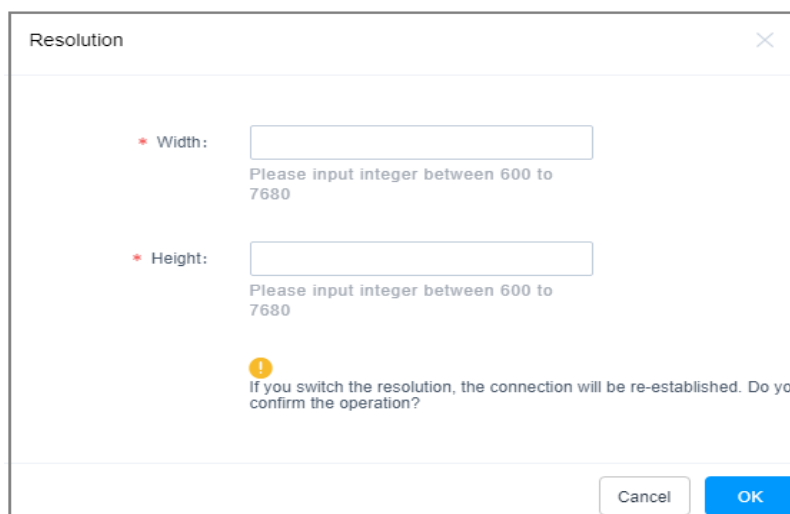 Resolution
* Width:
Please input integer between 600 to
7680
* Height:
Please input integer between 600 to
7680
If you switch the resolution, the connection will be re-established. Do yo
confirm the operation?
Cancel
OK